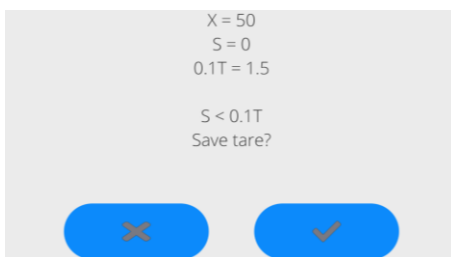 X = 50
S = 0
0.1T = 1.5
S < 0.1T
Save tare?